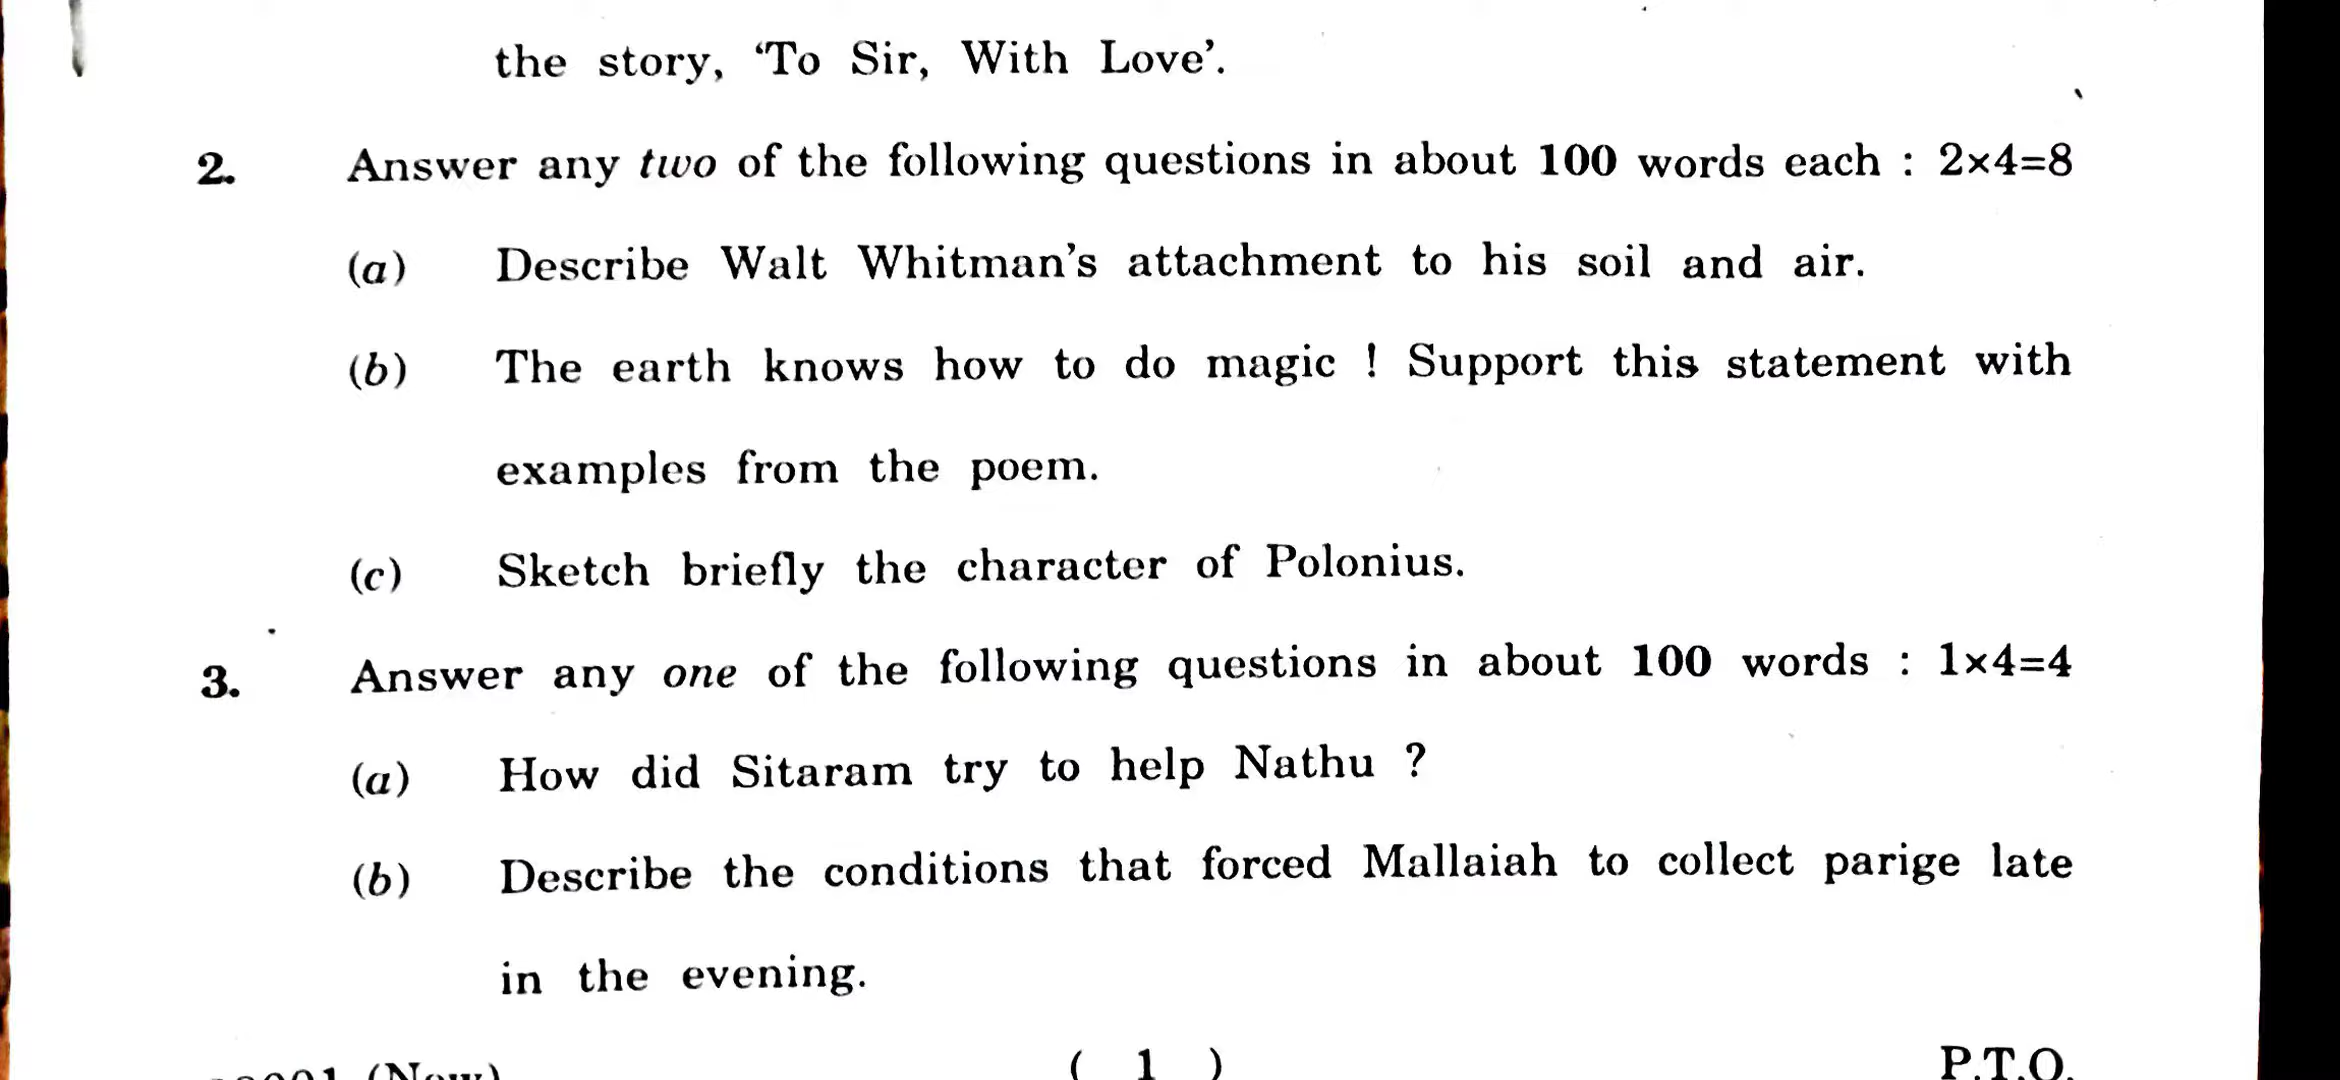 the story, ‘To Sir, With Love’.
2. Answer any two of the following questions in about 100 words each : 2×4=8
(a) Describe Walt Whitman’s attachment to his soil and air.
(b) The earth knows how to do magic ! Support this statement with
examples from the poem.
(c) Sketch briefly the character of Polonius.
3. Answer any one of the following questions in about 100 words : 1×4=4
(a) How did Sitaram try to help Nathu ?
(b) Describe the conditions that forced Mallaiah to collect parige late
in the evening.
(New) ( 1 ) P.T.O.